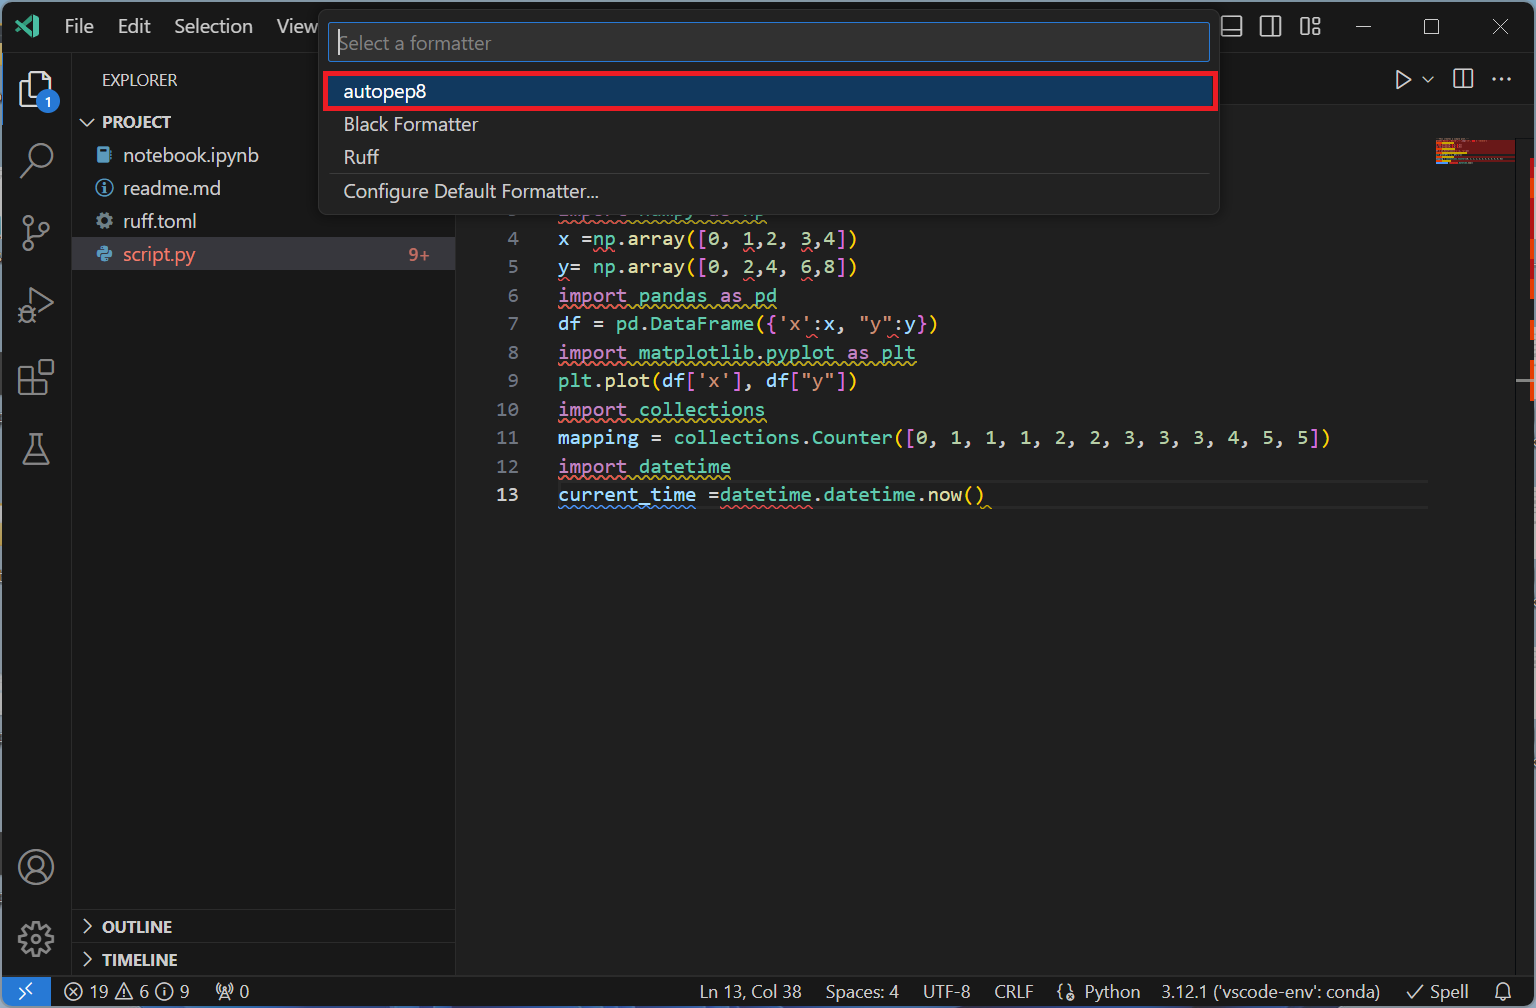 File Edit Selection View
Select a formatter
autopep8
Black Formatter
Ruff
Configure Default Formatter...
1
EXPLORER
PROJECT
notebook.ipynb
readme.md
ruff.toml
script.py 9+
OUTLINE
TIMELINE
4 x =np.array([0, 1,2, 3,4])
5 y= np.array([0, 2,4, 6,8])
6 import pandas as pd
7 df = pd.DataFrame({'x':x, "y":y})
8 import matplotlib.pyplot as plt
9 plt.plot(df['x'], df["y"])
10 import collections
11 mapping = collections.Counter([0, 1, 1, 1, 2, 2, 3, 3, 3, 4, 5, 5])
12 import datetime
13 current_time =datetime.datetime.now()
19 6 9 0 Ln 13, Col 38 Spaces: 4 UTF-8 CRLF Python 3.12.1 ('vscode-env': conda) Spell